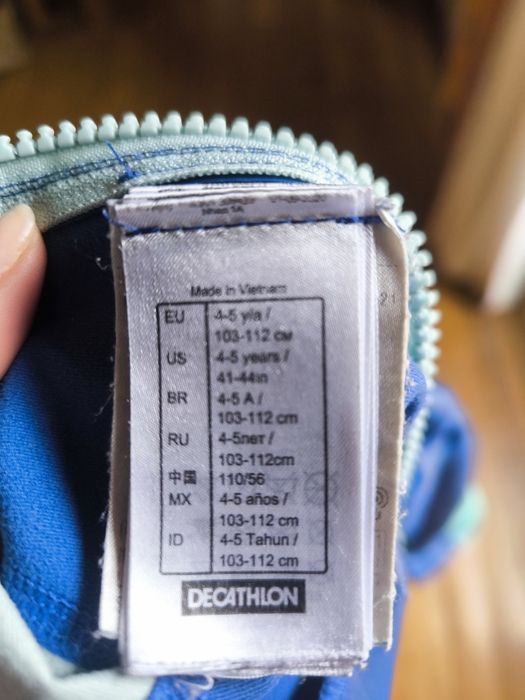 Made in Vietnam
EU 4-5 y/a /
103-112 см
US 4-5 years /
41-44in
BR 4-5 A /
103-112 cm
RU 4-5лет /
103-112cm
中国 110/56
MX 4-5 años /
103-112 cm
ID 4-5 Tahun /
103-112 cm
DECATHLON